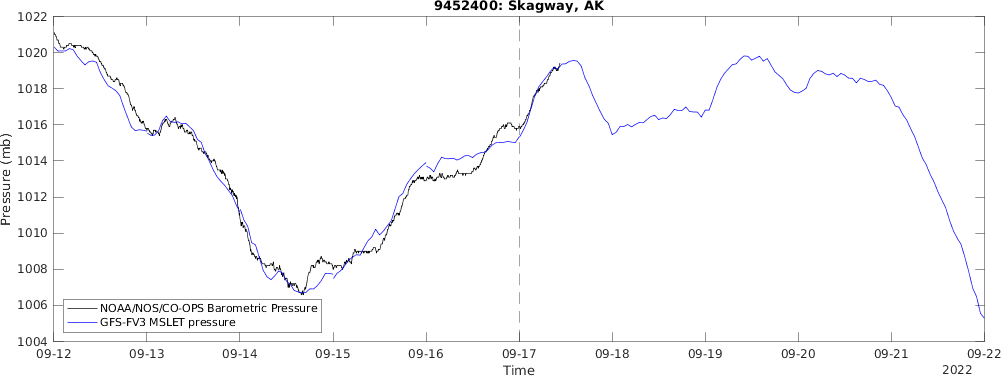 9452400: Skagway, AK
Pressure (mb)
1022
1020
1018
1016
1014
1012
1010
1008
1006
1004
NOAA/NOS/CO-OPS Barometric Pressure
GFS-FV3 MSLET pressure
09-12 09-13 09-14 09-15 09-16 09-17 09-18 09-19 09-20 09-21 09-22
Time
2022